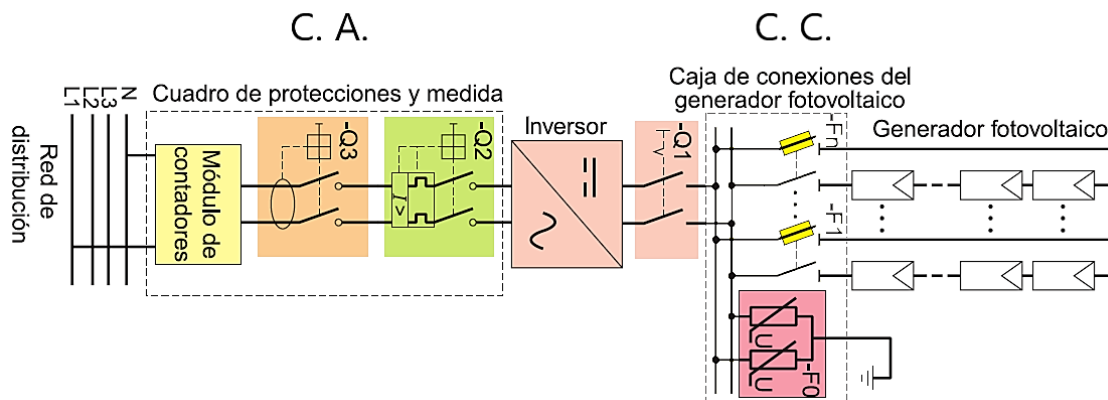 C. A.
C. C.
Cuadro de protecciones y medida
Caja de conexiones del
generador fotovoltaico
Inversor
Generador fotovoltaico
Red de
distribución
L1
L2
L3
N
Módulo de
contadores
-Q3
-Q2
I>
-Q1
-Fn
-F1
U
U
-F0